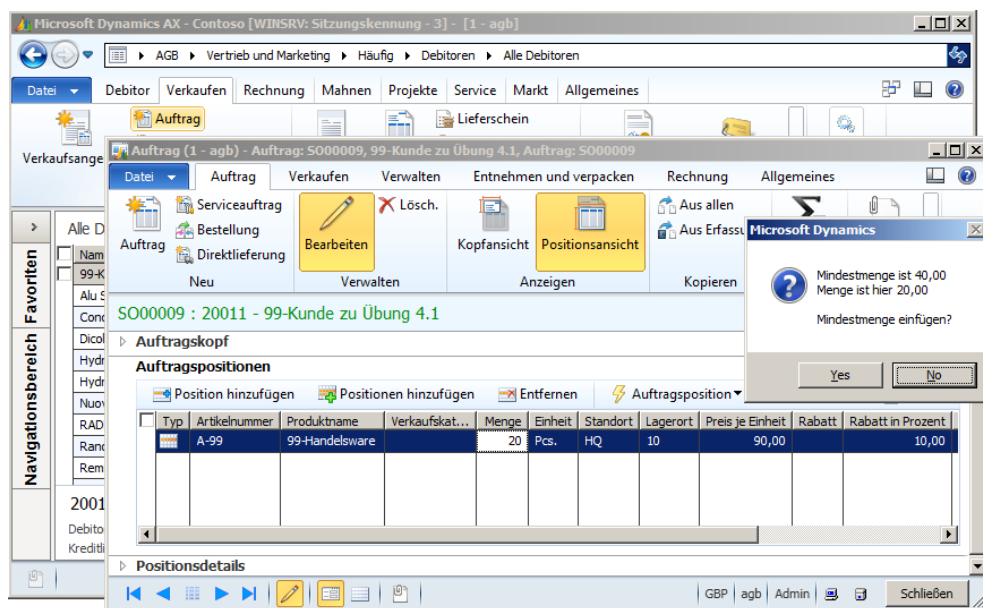 Microsoft Dynamics AX - Contoso [WINSRV: Sitzungskennung - 3] - [1 - agb]
AGB Vertrieb und Marketing Häufig Debitoren Alle Debitoren
Datei Debitor Verkaufen Rechnung Mahnen Projekte Service Markt Allgemeines
Auftrag Lieferschein
Verkaufsange
Auftrag (1 - agb) - Auftrag: SO00009, 99-Kunde zu Übung 4.1, Auftrag: SO00009
Datei Auftrag Verkaufen Verwalten Entnehmen und verpacken Rechnung Allgemeines
Auftrag
Serviceauftrag
Bestellung
Direktlieferung
Neu
Bearbeiten
Lösch.
Verwalten
Kopfansicht
Positionsansicht
Anzeigen
Aus allen
Aus Erfassu
Kopieren
Microsoft Dynamics
Mindestmenge ist 40,00
Menge ist hier 20,00
Mindestmenge einfügen?
Yes No
Favoriten
Navigationsbereich
Alle D
Nam
99-K
Alu S
Conc
Dicol
Hydr
Hydr
Nuov
RAD
Ranc
Rem
2001
Debito
Krediti
SO00009 : 20011 - 99-Kunde zu Übung 4.1
Auftragskopf
Auftragspositionen
Position hinzufügen Positionen hinzufügen Entfernen Auftragsposition
Typ Artikelnummer Produktname Verkaufskat... Menge Einheit Standort Lagerort Preis je Einheit Rabatt Rabatt in Prozent
A-99 99-Handelsware 20 Pcs. HQ 10 90,00 10,00
Positionsdetails
GBP agb Admin Schließen